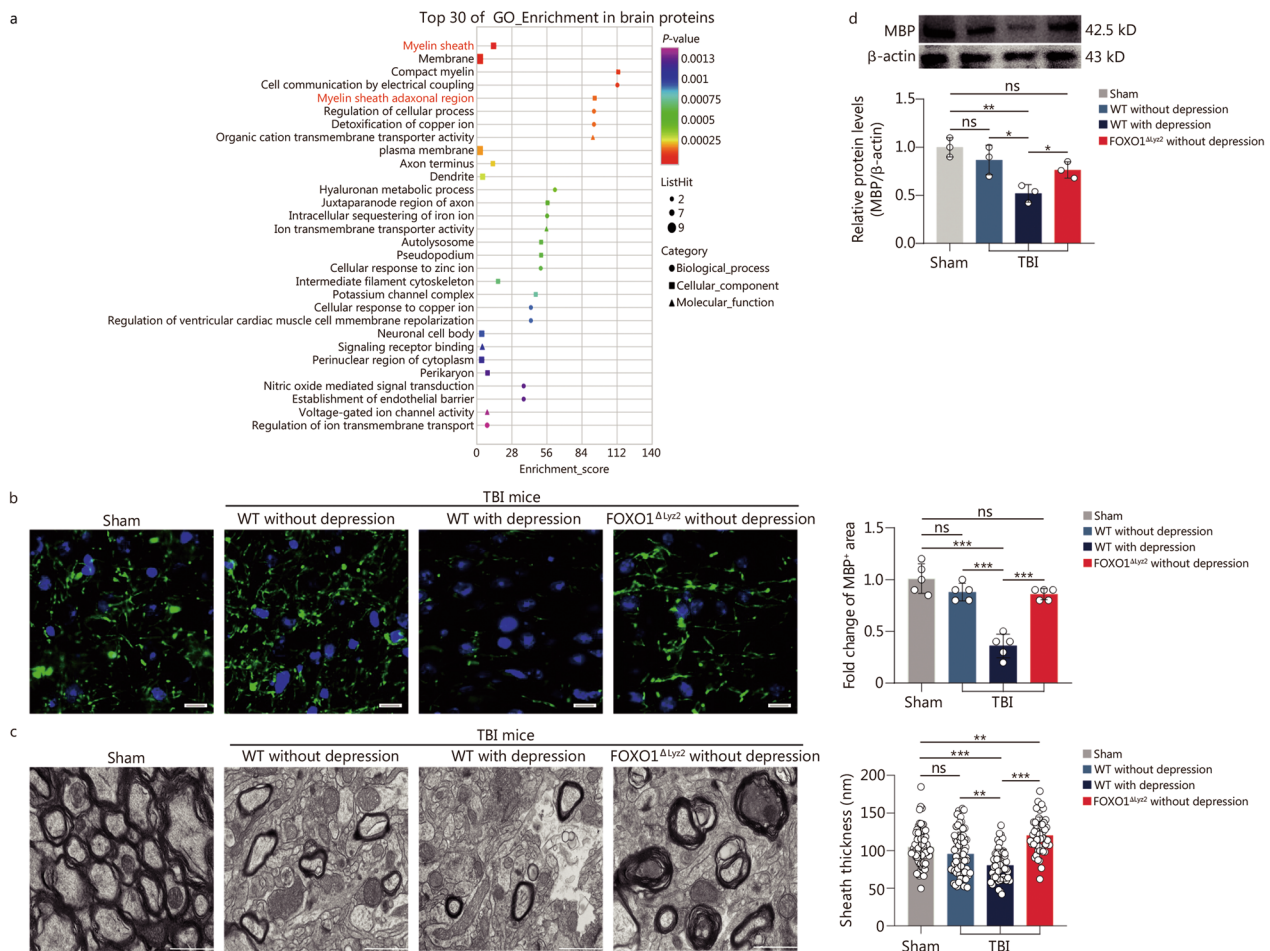 a
Top 30 of GO_Enrichment in brain proteins
Myelin sheath
Membrane
Compact myelin
Cell communication by electrical coupling
Myelin sheath adaxonal region
Regulation of cellular process
Detoxification of copper ion
Organic cation transmembrane transporter activity
plasma membrane
Axon terminus
Dendrite
Hyaluronan metabolic process
Juxtaparanode region of axon
Intracellular sequestering of iron ion
Ion transmembrane transporter activity
Autolysosome
Pseudopodium
Cellular response to zinc ion
Intermediate filament cytoskeleton
Potassium channel complex
Cellular response to copper ion
Regulation of ventricular cardiac muscle cell mmembrane repolarization
Neuronal cell body
Signaling receptor binding
Perinuclear region of cytoplasm
Perikaryon
Nitric oxide mediated signal transduction
Establishment of endothelial barrier
Voltage-gated ion channel activity
Regulation of ion transmembrane transport
0 28 56 84 112 140
Enrichment_score
P-value
0.0013
0.001
0.00075
0.0005
0.00025
ListHit
2
7
9
Category
Biological_process
Cellular_component
Molecular_function
d
MBP 42.5 kD
β-actin 43 kD
Relative protein levels
(MBP/β-actin)
1.5
1.0
0.5
0.0
ns
**
ns
*
*
Sham TBI
Sham
WT without depression
WT with depression
FOXO1ΔLyz2 without depression
b
TBI mice
Sham WT without depression WT with depression FOXO1ΔLyz2 without depression
Fold change of MBP+ area
1.5
1.0
0.5
0
ns
ns
***
***
***
Sham TBI
Sham
WT without depression
WT with depression
FOXO1ΔLyz2 without depression
c
TBI mice
Sham WT without depression WT with depression FOXO1ΔLyz2 without depression
Sheath thickness (nm)
200
150
100
50
0
**
***
ns
***
**
Sham TBI
Sham
WT without depression
WT with depression
FOXO1ΔLyz2 without depression